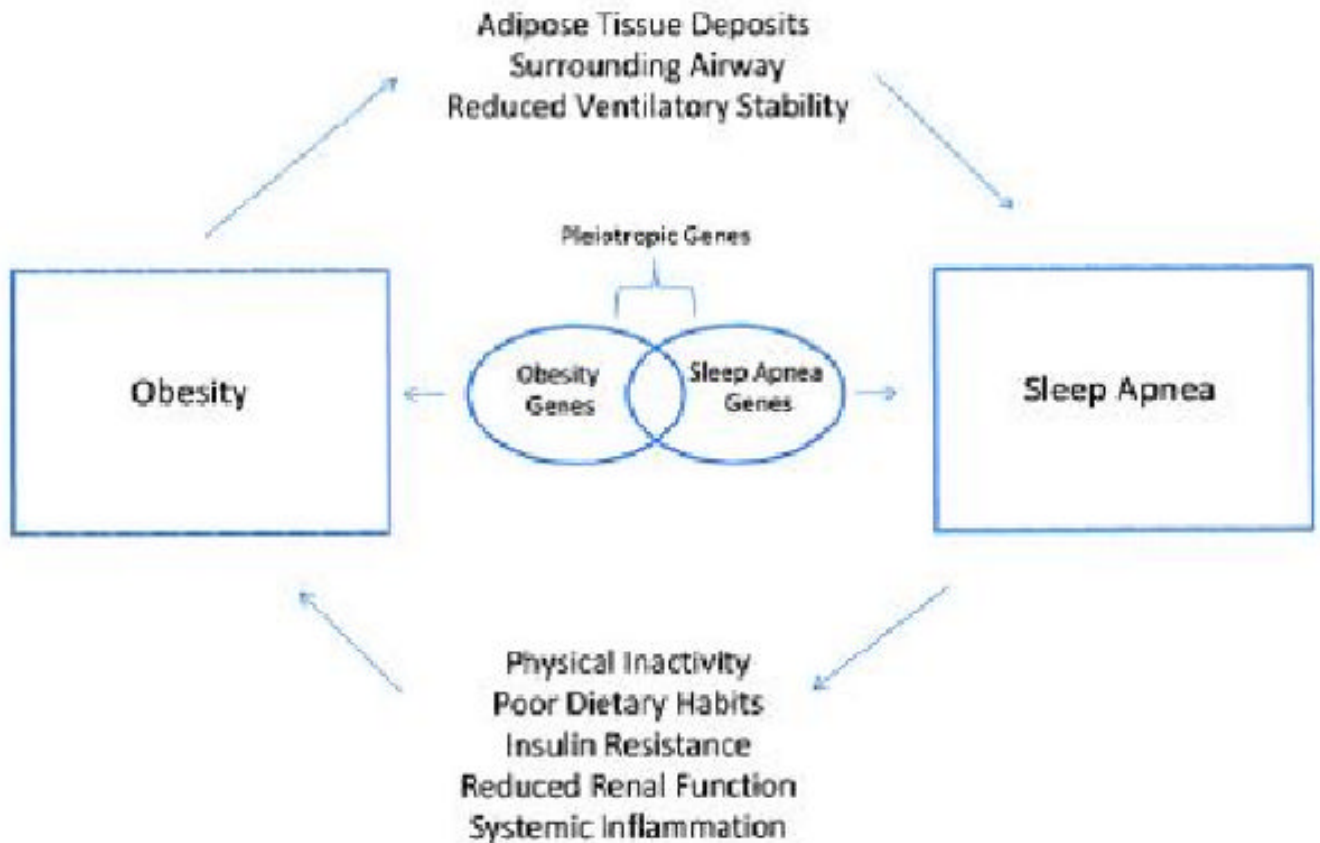 Adipose Tissue Deposits
Surrounding Airway
Reduced Ventilatory Stability
Pleiotropic Genes
Obesity
Obesity
Genes
Sleep Apnea
Genes
Sleep Apnea
Physical Inactivity
Poor Dietary Habits
Insulin Resistance
Reduced Renal Function
Systemic Inflammation